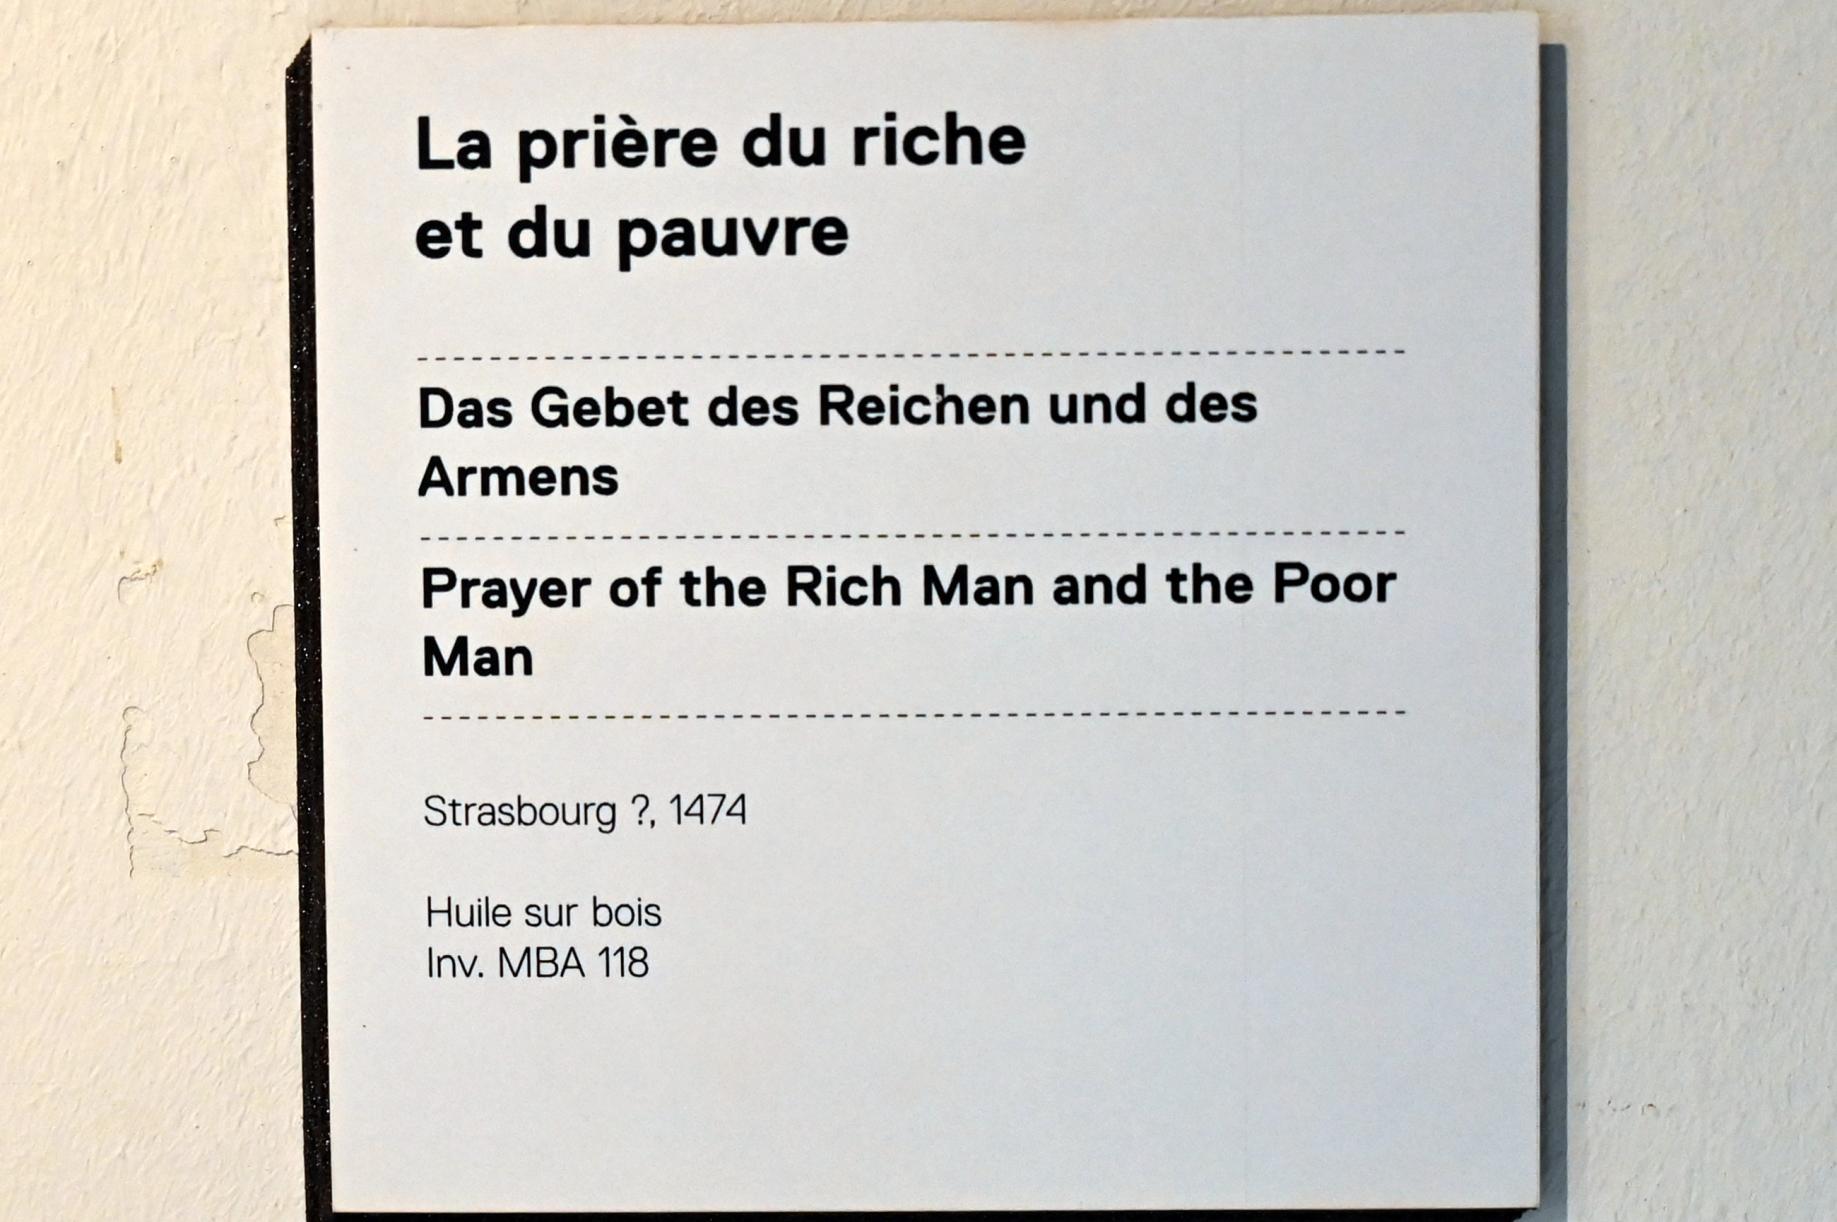 La prière du riche
et du pauvre
Das Gebet des Reichen und des
Armens
Prayer of the Rich Man and the Poor
Man
Strasbourg ?, 1474
Huile sur bois
Inv. MBA 118